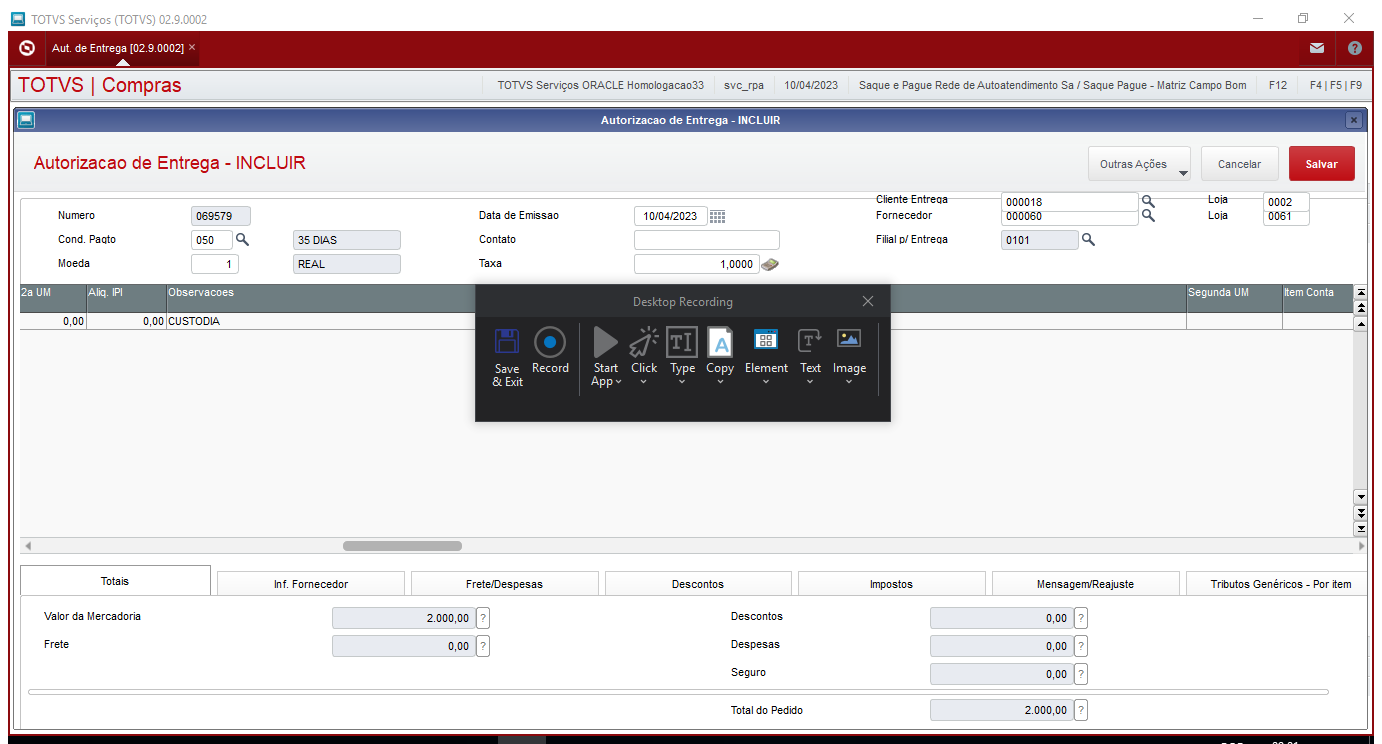 TOTVS Serviços (TOTVS) 02.9.0002
Aut. de Entrega [02.9.0002] ×
TOTVS | Compras
TOTVS Serviços ORACLE Homologacao33 svc_rpa 10/04/2023 Saque e Pague Rede de Autoatendimento Sa / Saque Pague - Matriz Campo Bom F12 F4 | F5 | F9
Autorizacao de Entrega - INCLUIR
Autorizacao de Entrega - INCLUIR
Outras Ações Cancelar Salvar
Cliente Entrega 000018 Loja 0002
Numero 069579 Data de Emissao 10/04/2023 Fornecedor 000060 Loja 0061
Cond. Pagto 050 35 DIAS Contato Filial p/ Entrega 0101
Moeda 1 REAL Taxa 1,0000
2a UM Aliq. IPI Observacoes Segunda UM Item Conta
0,00 0,00 CUSTODIA
Desktop Recording
Save & Exit
Record
Start App
Click
Type
Copy
Element
Text
Image
Totais Inf. Fornecedor Frete/Despesas Descontos Impostos Mensagem/Reajuste Tributos Genéricos - Por item
Valor da Mercadoria 2.000,00 ? Descontos 0,00 ?
Frete 0,00 ? Despesas 0,00 ?
Seguro 0,00 ?
Total do Pedido 2.000,00 ?